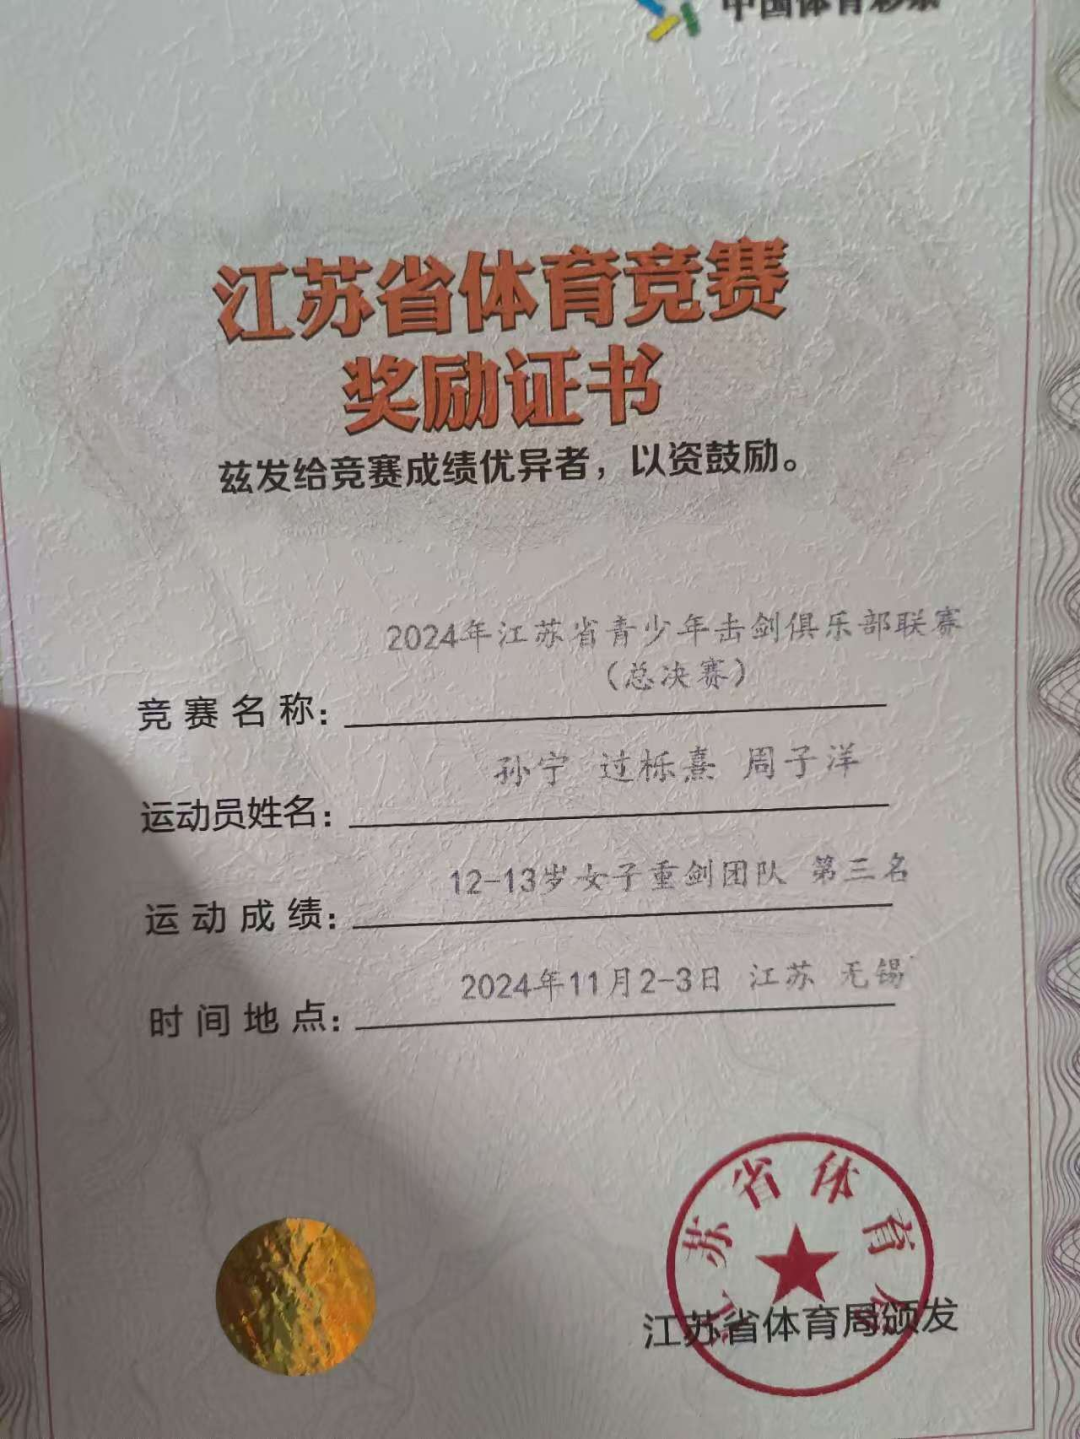 中国体育彩票
江苏省体育竞赛
奖励证书
兹发给竞赛成绩优异者，以资鼓励。
2024年江苏省青少年击剑俱乐部联赛
（总决赛）
竞赛名称：
孙宁 过栎熹 周子洋
运动员姓名：
12-13岁女子重剑团队 第三名
运动成绩：
2024年11月2-3日 江苏 无锡
时间地点：
江苏省体育局
江苏省体育局颁发